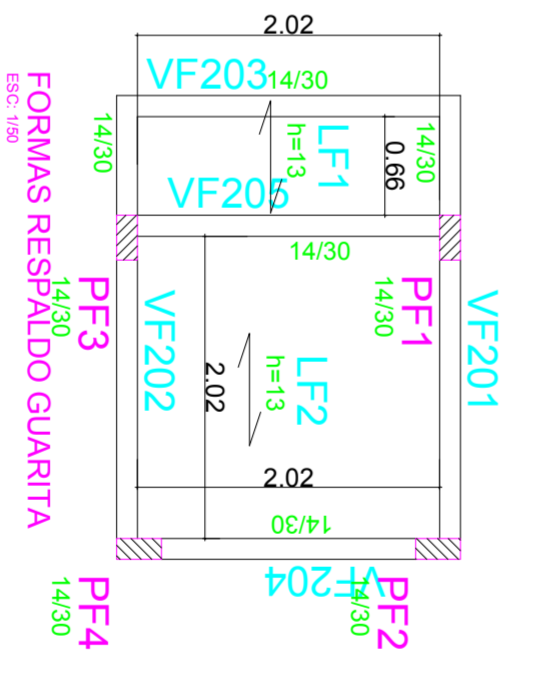 2.02
VF203
14/30
FORMAS RESPALDO GUARITA
ESC: 1/50
14/30
LF1
h=13
0.66
14/30
VF205
14/30
PF3
14/30
VF202
PF1
14/30
VF201
2.02
LF2
h=13
2.02
14/30
VF204
PF4
14/30
PF2
14/30